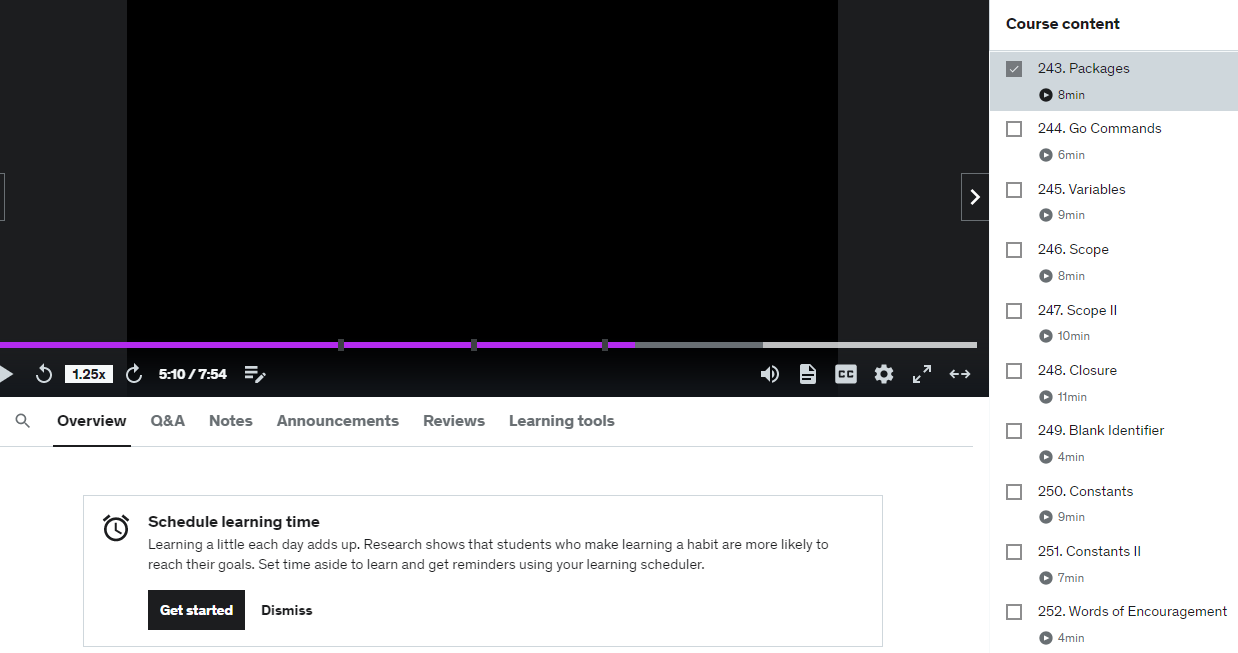 Course content
243. Packages
8min
244. Go Commands
6min
245. Variables
9min
246. Scope
8min
247. Scope II
10min
248. Closure
11min
249. Blank Identifier
4min
250. Constants
9min
251. Constants II
7min
252. Words of Encouragement
4min
1.25x
5:10 / 7:54
CC
Overview
Q&A
Notes
Announcements
Reviews
Learning tools
Schedule learning time
Learning a little each day adds up. Research shows that students who make learning a habit are more likely to
reach their goals. Set time aside to learn and get reminders using your learning scheduler.
Get started
Dismiss